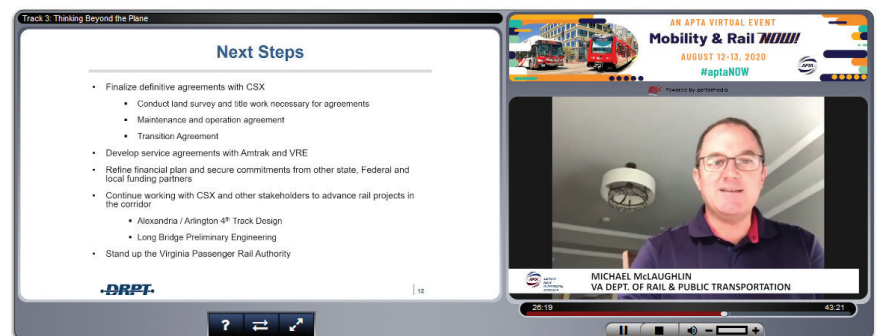 Track 3: Thinking Beyond the Plane
Next Steps
• Finalize definitive agreements with CSX
▪ Conduct land survey and title work necessary for agreements
▪ Maintenance and operation agreement
▪ Transition Agreement
• Develop service agreements with Amtrak and VRE
• Refine financial plan and secure commitments from other state, Federal and
local funding partners
• Continue working with CSX and other stakeholders to advance rail projects in
the corridor
▪ Alexandria / Arlington 4th Track Design
▪ Long Bridge Preliminary Engineering
• Stand up the Virginia Passenger Rail Authority
•DRPT•
12
?
AN APTA VIRTUAL EVENT
Mobility & Rail NOW!!
AUGUST 12-13, 2020
#aptaNOW
APTA
Powered by performedia
APTA
MICHAEL McLAUGHLIN
VA DEPT. OF RAIL & PUBLIC TRANSPORTATION
26:19
43:21